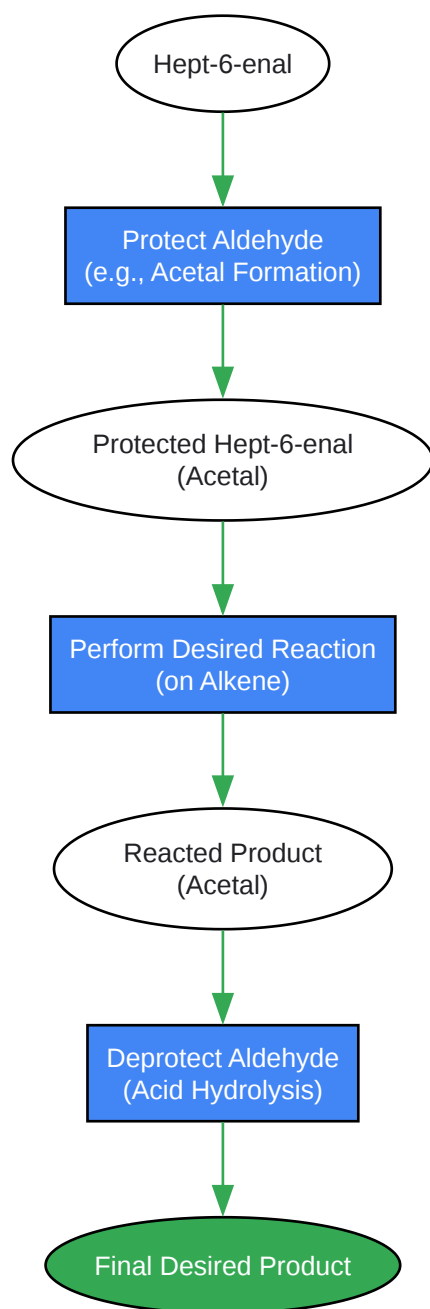 Hept-6-enal
Protect Aldehyde
(e.g., Acetal Formation)
Protected Hept-6-enal
(Acetal)
Perform Desired Reaction
(on Alkene)
Reacted Product
(Acetal)
Deprotect Aldehyde
(Acid Hydrolysis)
Final Desired Product